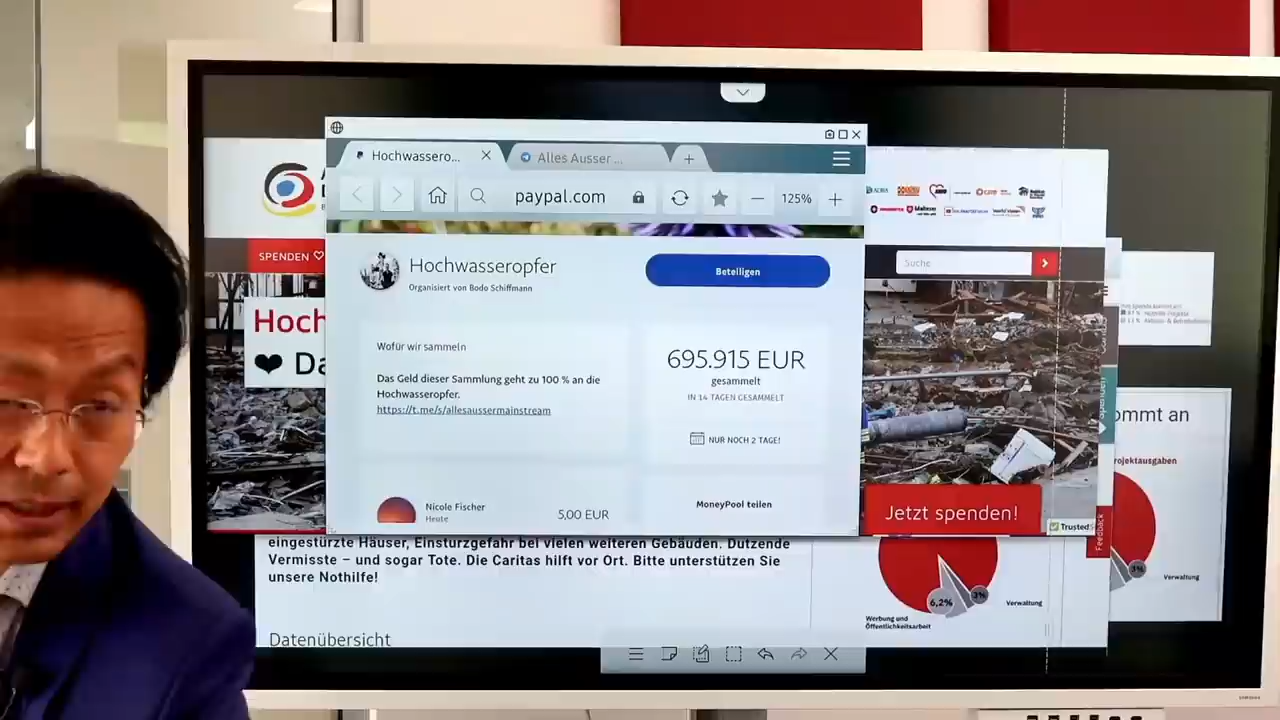 Hochwassero...
Alles Ausser ...
paypal.com
125%
SPENDEN
Hochwasseropfer
Organisiert von Bodo Schiffmann
Beteiligen
Suche
Hoch
Da
Wofür wir sammeln
Das Geld dieser Sammlung geht zu 100 % an die
Hochwasseropfer.
https://t.me/s/allesaussermainstream
695.915 EUR
gesammelt
IN 14 TAGEN GESAMMELT
NUR NOCH 2 TAGE!
MoneyPool teilen
Nicole Fischer
Heute
5,00 EUR
Jetzt spenden!
Trusted
Feedback
ommt an
rojektausgaben
3%
Verwaltung
eingestürzte Häuser, Einsturzgefahr bei vielen weiteren Gebäuden. Dutzende
Vermisste – und sogar Tote. Die Caritas hilft vor Ort. Bitte unterstützen Sie
unsere Nothilfe!
6,2%
3%
Verwaltung
Werbung und
Öffentlichkeitsarbeit
Datenübersicht
SAMSUNG